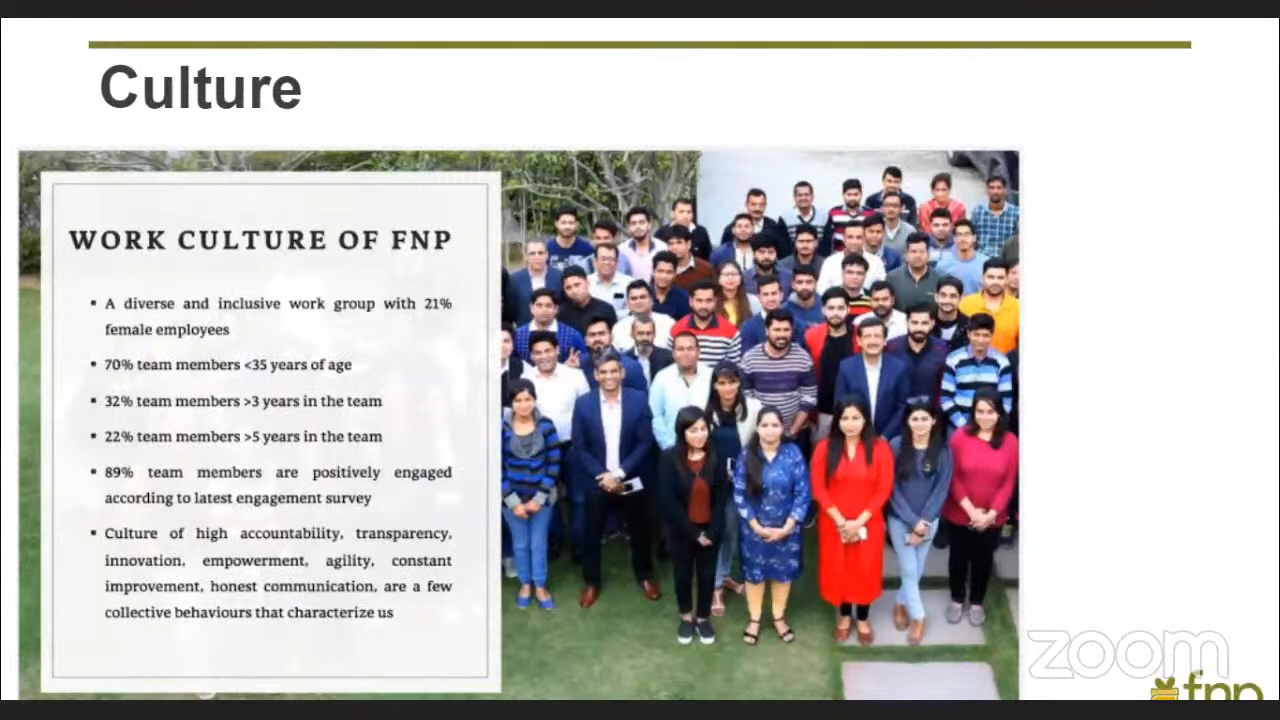 Culture
WORK CULTURE OF FNP
▪ A diverse and inclusive work group with 21%
female employees
▪ 70% team members <35 years of age
▪ 32% team members >3 years in the team
▪ 22% team members >5 years in the team
▪ 89% team members are positively engaged
according to latest engagement survey
▪ Culture of high accountability, transparency,
innovation, empowerment, agility, constant
improvement, honest communication, are a few
collective behaviours that characterize us
zoom
fnp